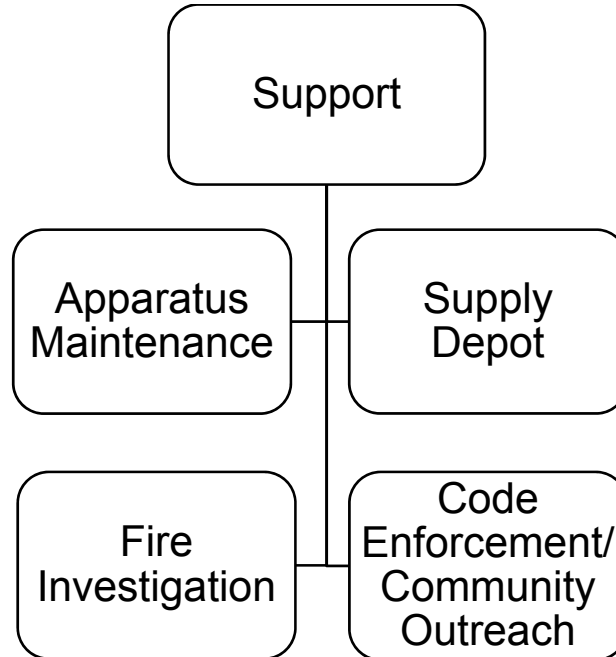 Support
Apparatus
Maintenance
Supply
Depot
Fire
Investigation
Code
Enforcement/
Community
Outreach